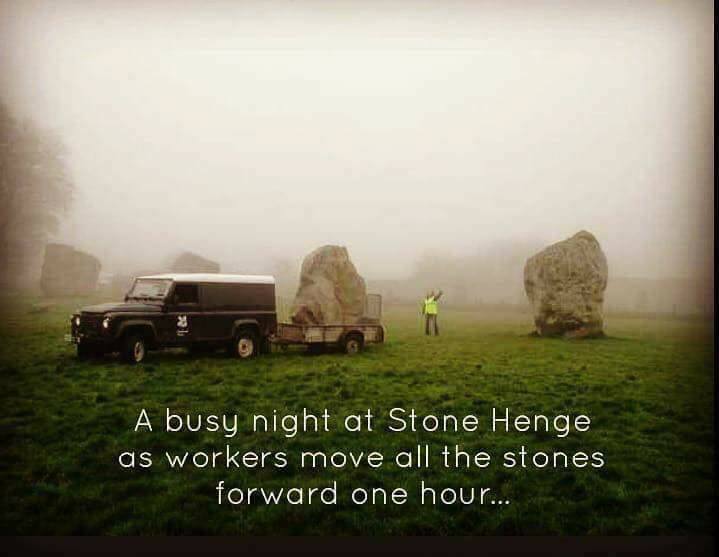 A busy night at Stone Henge
as workers move all the stones
forward one hour...